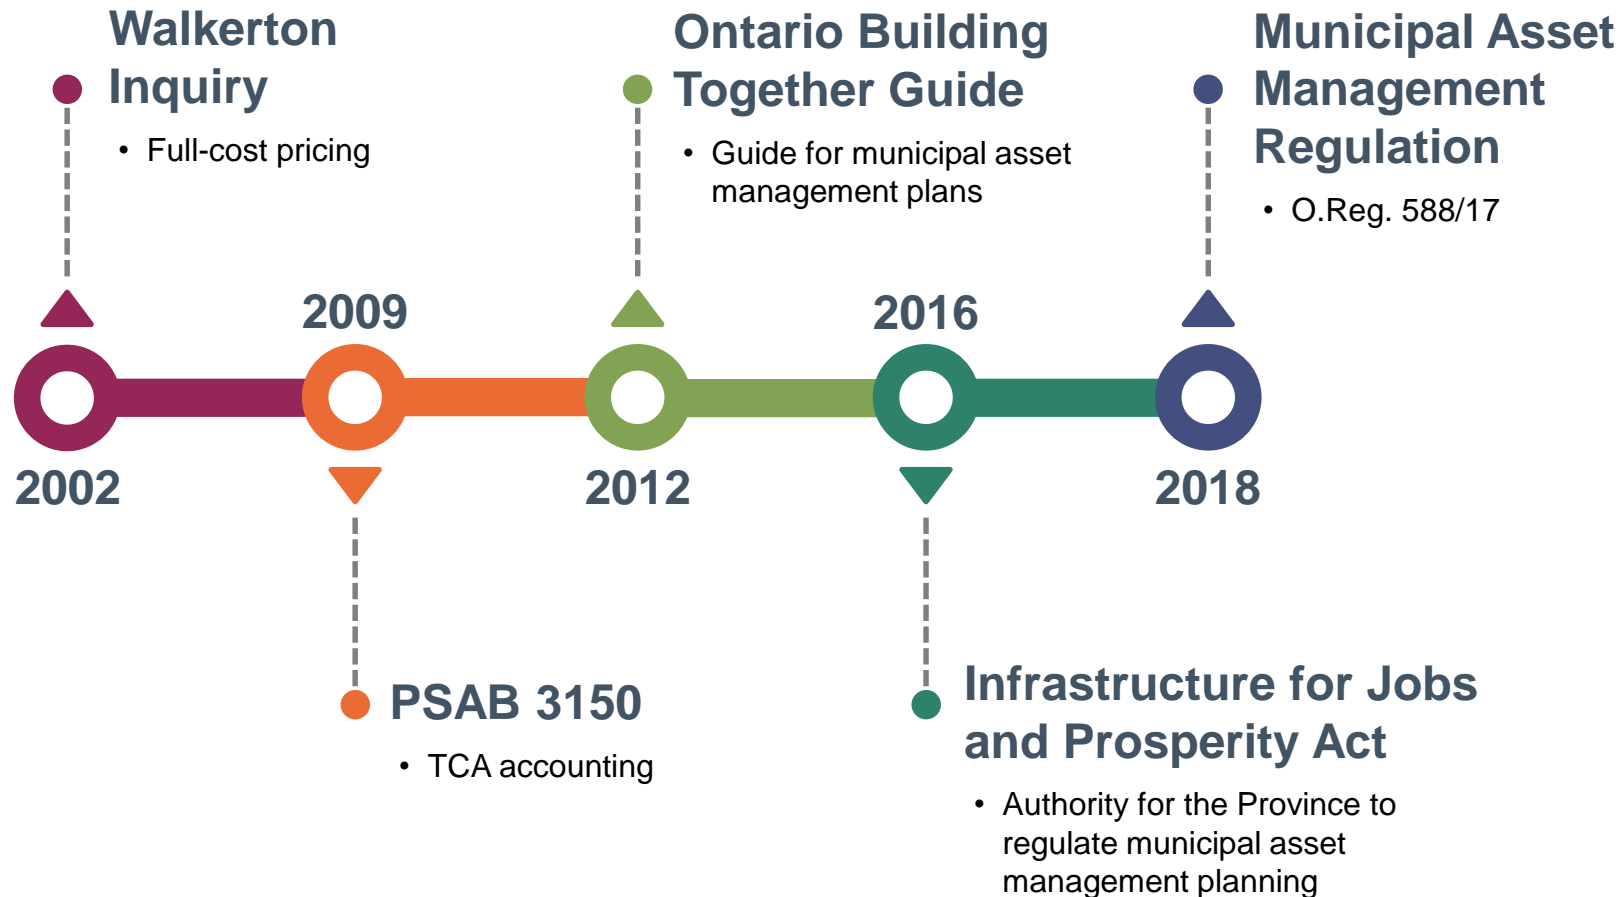 Walkerton
Inquiry
• Full-cost pricing
Ontario Building
Together Guide
• Guide for municipal asset
management plans
Municipal Asset
Management
Regulation
• O.Reg. 588/17
2009
2016
2002
2012
2018
PSAB 3150
• TCA accounting
Infrastructure for Jobs
and Prosperity Act
• Authority for the Province to
regulate municipal asset
management planning